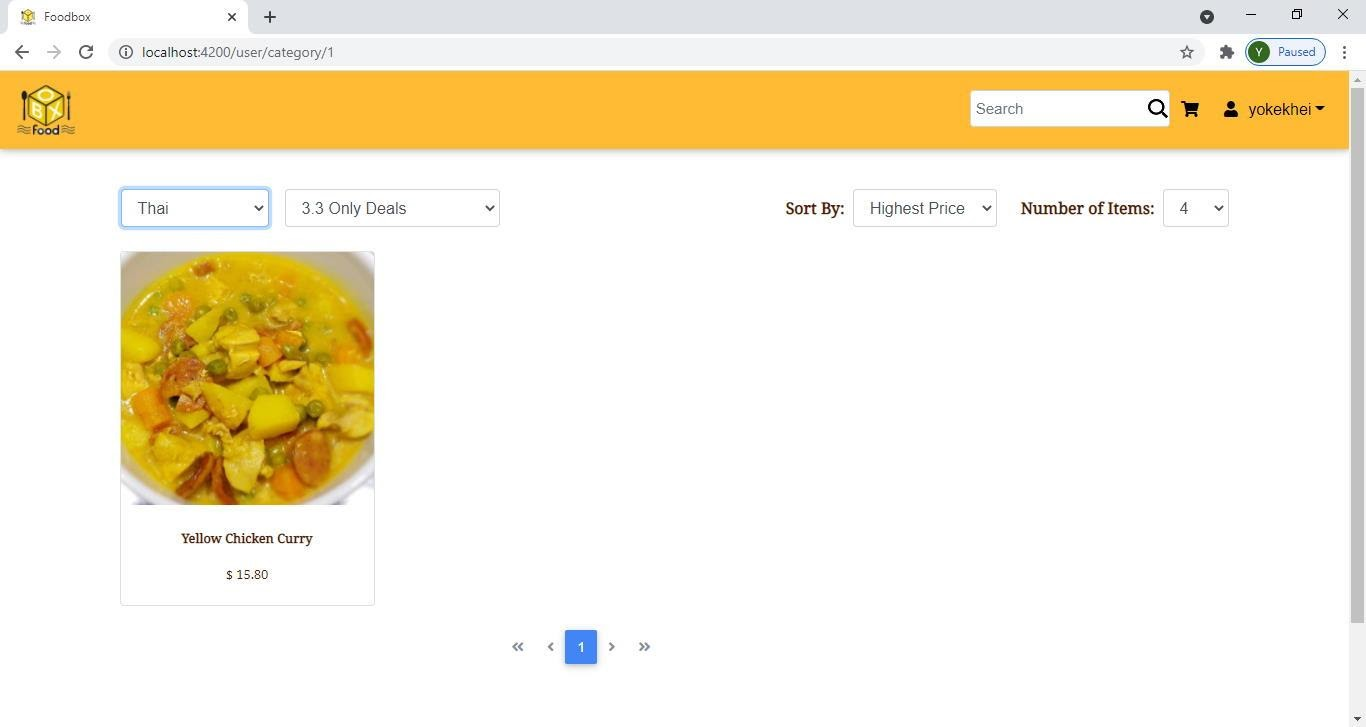 Foodbox
localhost:4200/user/category/1
Y Paused
O
B X
Food
Search
yokekhei
Thai
3.3 Only Deals
Sort By: Highest Price
Number of Items: 4
Yellow Chicken Curry
$ 15.80
« ‹ 1 › »